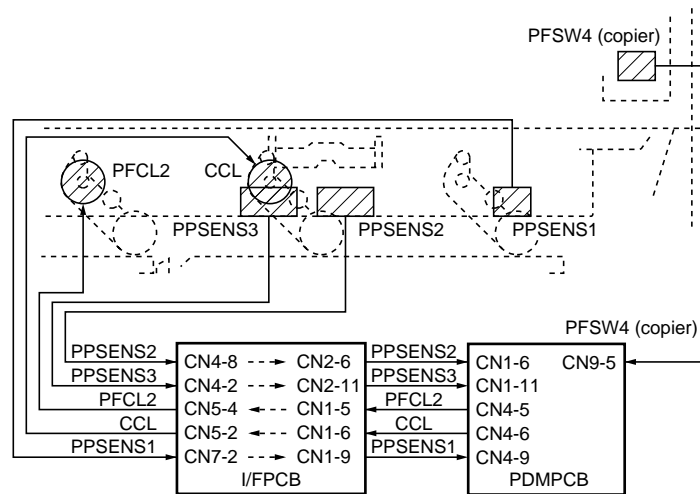 PFSW4 (copier)
PFCL2
CCL
PPSENS3
PPSENS2
PPSENS1
PFSW4 (copier)
PPSENS2
CN4-8
CN2-6
PPSENS2
CN1-6
CN9-5
PPSENS3
CN4-2
CN2-11
PPSENS3
CN1-11
PFCL2
CN5-4
CN1-5
PFCL2
CN4-5
CCL
CN5-2
CN1-6
CCL
CN4-6
PPSENS1
CN7-2
CN1-9
PPSENS1
CN4-9
I/FPCB
PDMPCB